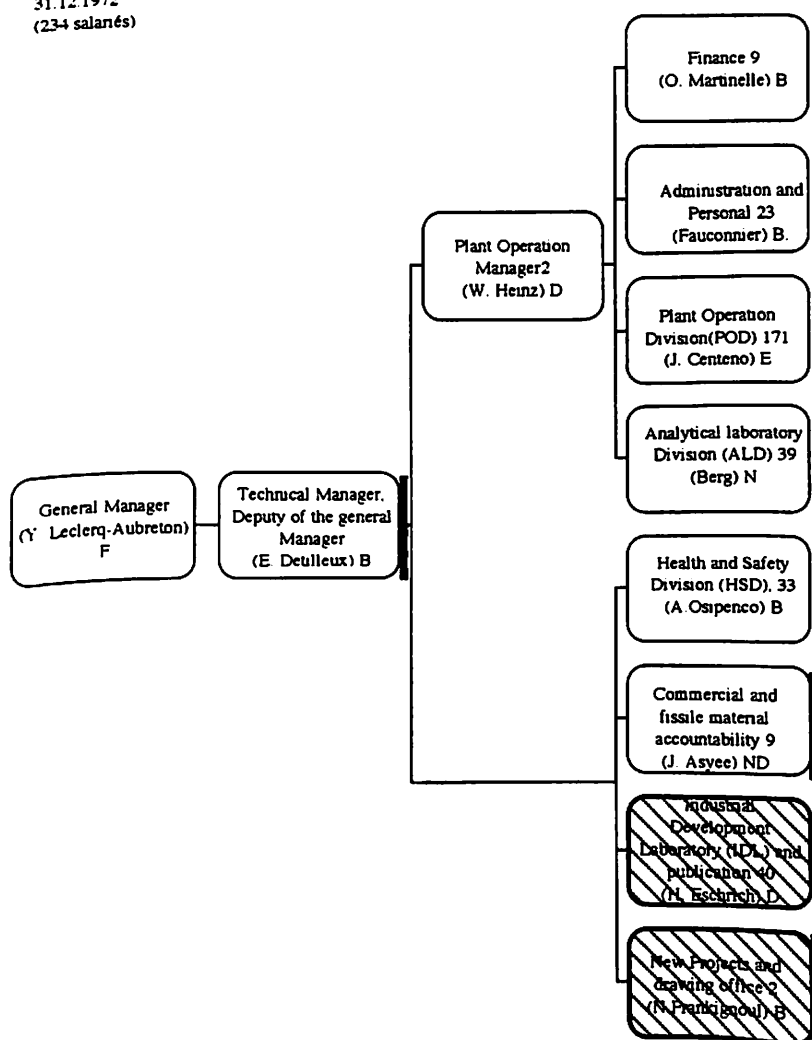 31.12.1972
(234 salariés)
Finance 9
(O. Martinelle) B
Administration and
Personal 23
(Fauconnier) B.
Plant Operation
Manager2
(W. Heinz) D
Plant Operation
Division(POD) 171
(J. Centeno) E
Analytical laboratory
Division (ALD) 39
(Berg) N
General Manager
(Y. Leclerq-Aubreton)
F
Technical Manager,
Deputy of the general
Manager
(E. Detilleux) B
Health and Safety
Division (HSD), 33
(A.Osipenco) B
Commercial and
fissile material
accountability 9
(J. Asyee) ND
Industrial
Development
Laboratory (IDL) and
publication 40
(H. Eschrich) D
New Projects and
drawing office 2
(N.Frankignoul) B